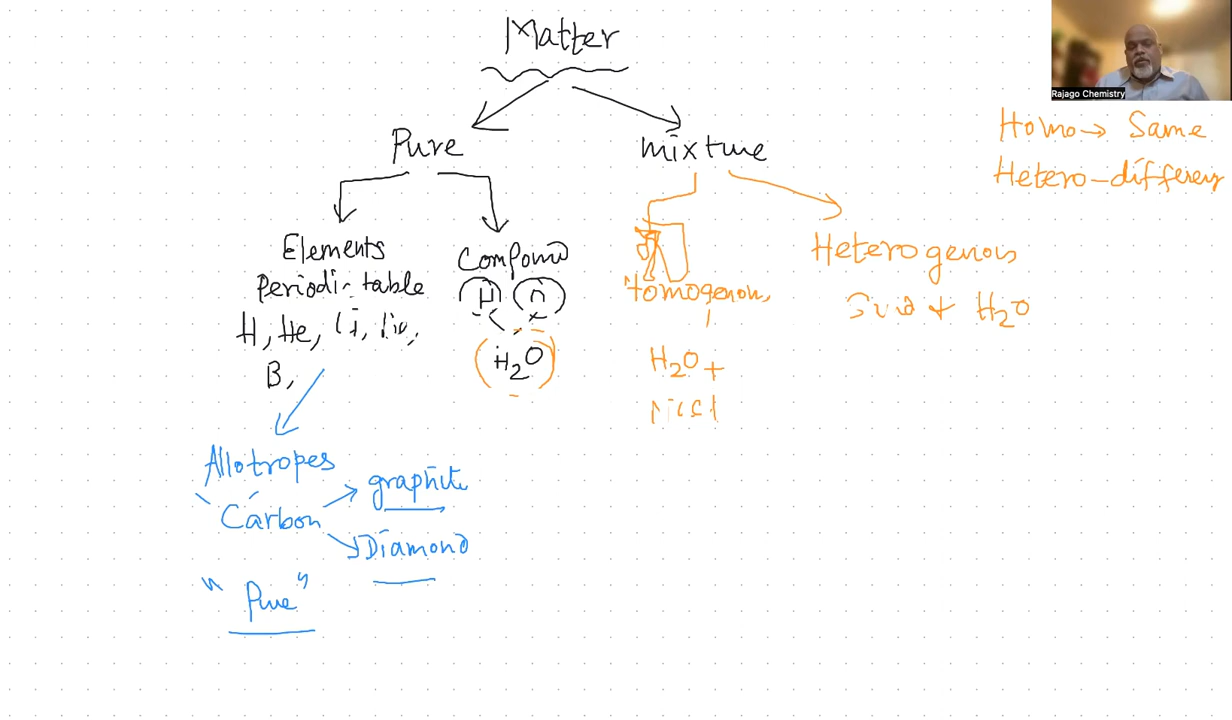 Matter
Rajago Chemistry
Homo → Same
Hetero - different
Pure
mixture
Elements
Periodic table
H, He, Li,
B,
Compound
H
H2O
Homogenous
H2O +
Heterogenous
+ H2O
Allotropes
Carbon
graphite
Diamond
"Pure"